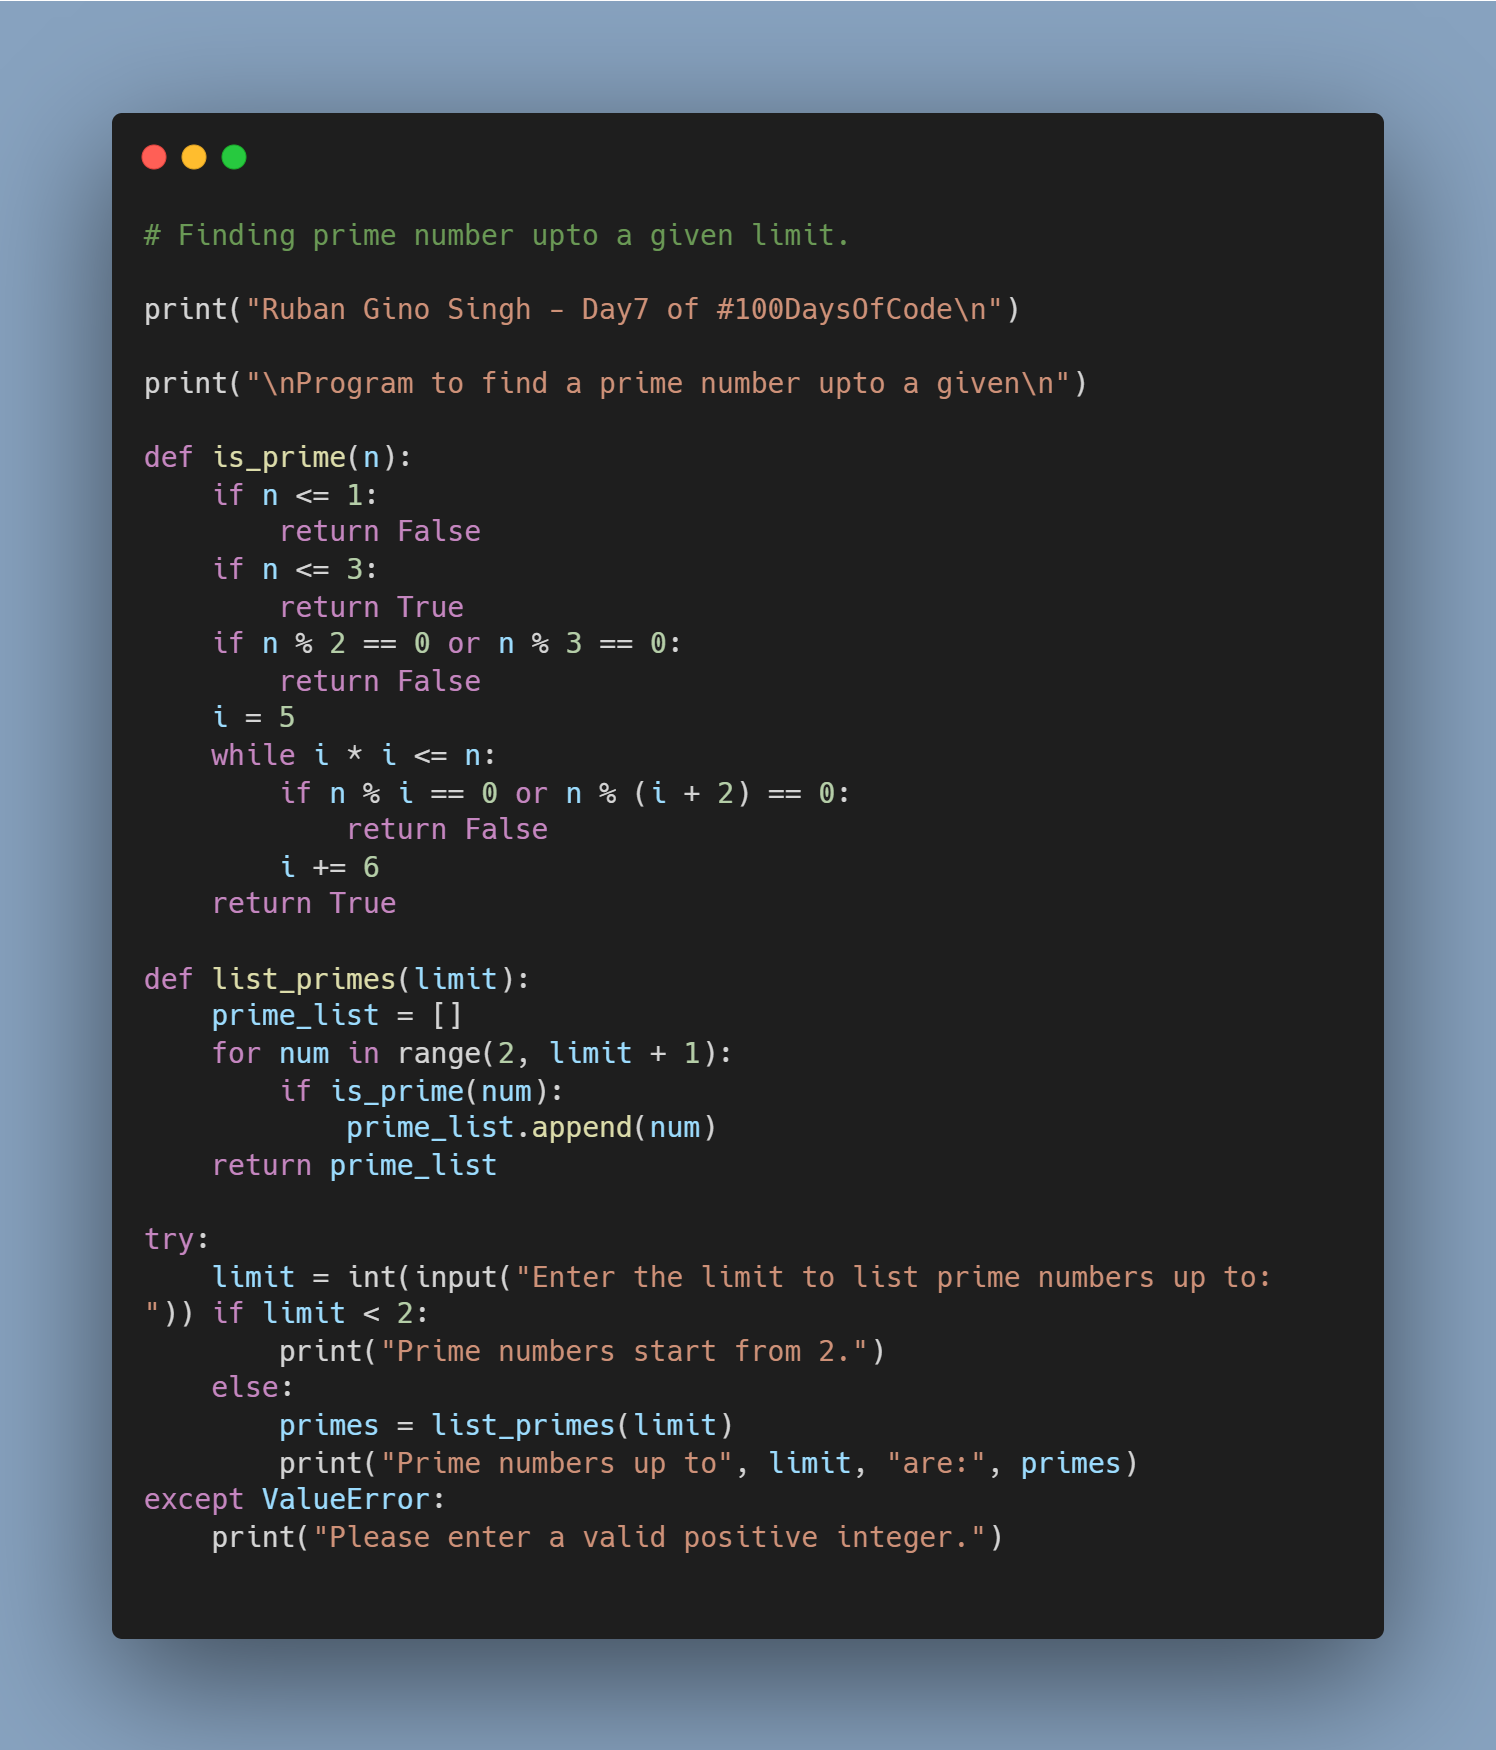 # Finding prime number upto a given limit.

print("Ruban Gino Singh - Day7 of #100DaysOfCode\n")

print("\nProgram to find a prime number upto a given\n")

def is_prime(n):
    if n <= 1:
        return False
    if n <= 3:
        return True
    if n % 2 == 0 or n % 3 == 0:
        return False
    i = 5
    while i * i <= n:
        if n % i == 0 or n % (i + 2) == 0:
            return False
        i += 6
    return True

def list_primes(limit):
    prime_list = []
    for num in range(2, limit + 1):
        if is_prime(num):
            prime_list.append(num)
    return prime_list

try:
    limit = int(input("Enter the limit to list prime numbers up to:
")) if limit < 2:
        print("Prime numbers start from 2.")
    else:
        primes = list_primes(limit)
        print("Prime numbers up to", limit, "are:", primes)
except ValueError:
    print("Please enter a valid positive integer.")